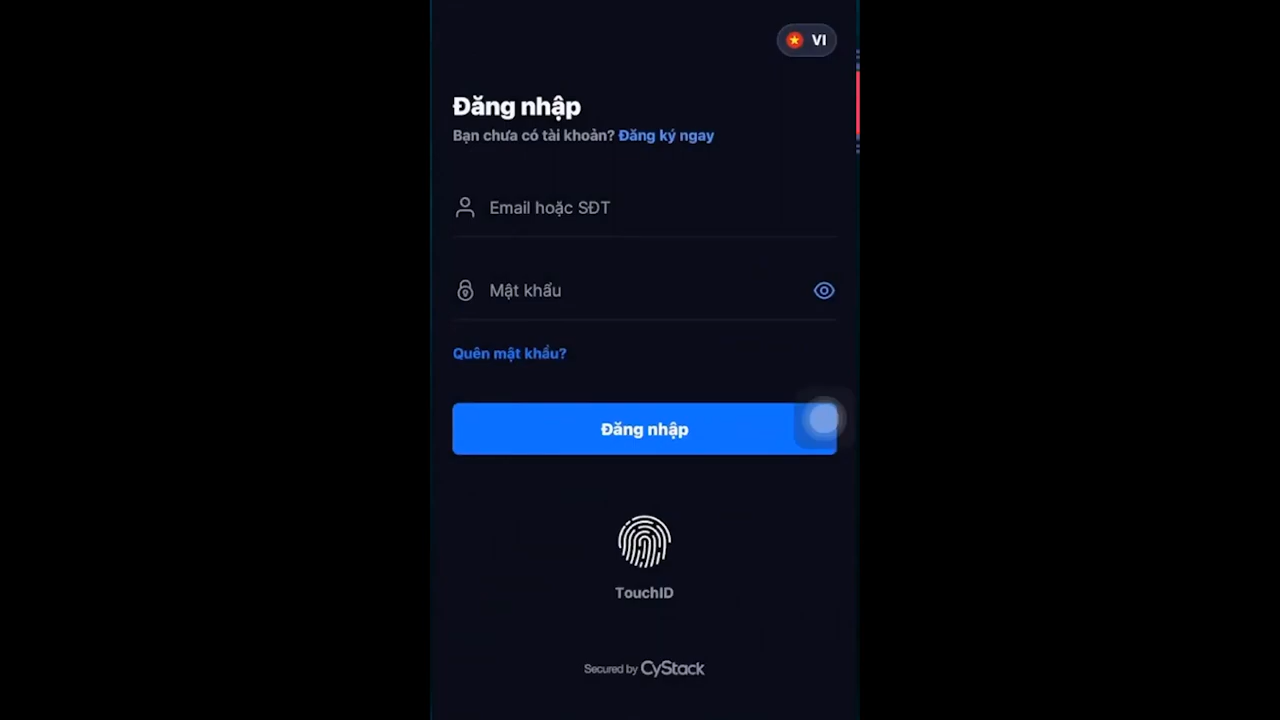 VI
Đăng nhập
Bạn chưa có tài khoản? Đăng ký ngay
Email hoặc SĐT
Mật khẩu
Quên mật khẩu?
Đăng nhập
TouchID
Secured by CyStack